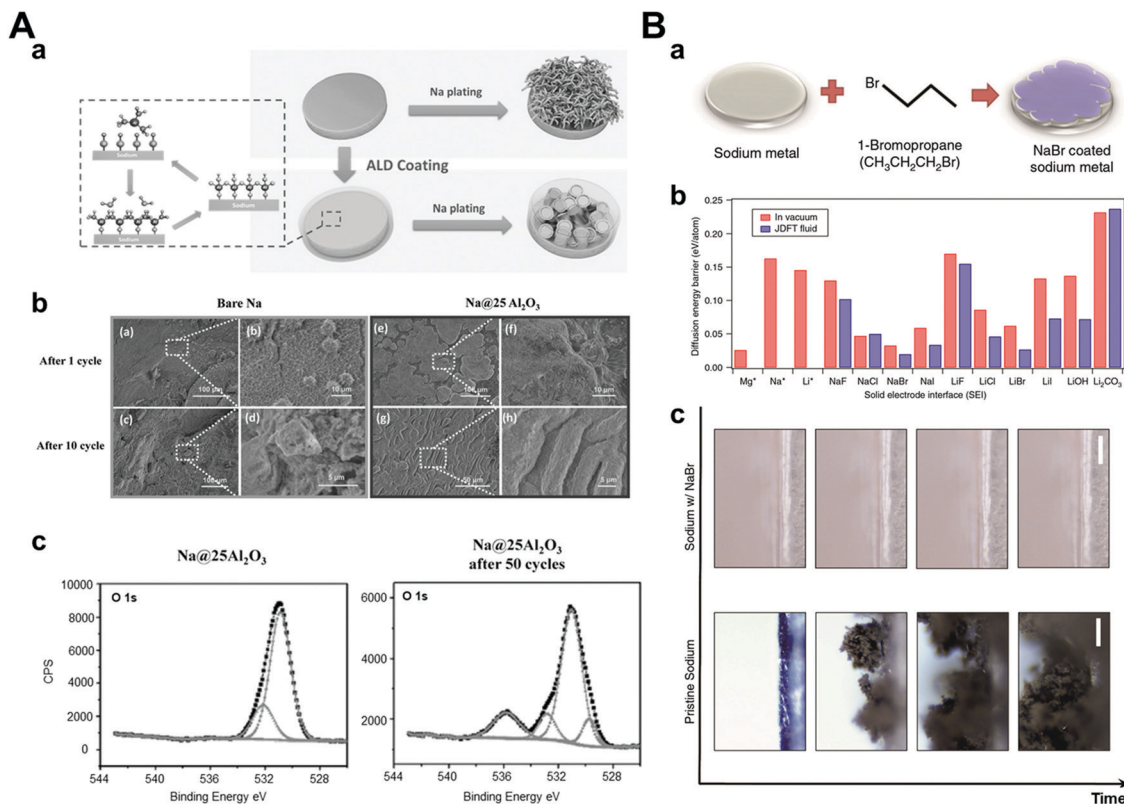 A
a
Na plating
ALD Coating
Na plating
Sodium
Sodium
Sodium
b
Bare Na
Na@25 Al₂O₃
After 1 cycle
After 10 cycle
(a)
100 μm
(b)
10 μm
(e)
100 μm
(f)
10 μm
(c)
100 μm
(d)
5 μm
(g)
50 μm
(h)
5 μm
c
Na@25Al₂O₃
O 1s
CPS
10000
8000
6000
4000
2000
0
544 540 536 532 528
Binding Energy eV
Na@25Al₂O₃
after 50 cycles
O 1s
6000
4000
2000
544 540 536 532 528
Binding Energy eV
B
a
Br
Sodium metal
1-Bromopropane
(CH₃CH₂CH₂Br)
NaBr coated
sodium metal
b
Diffusion energy barrier (eV/atom)
0.25
0.20
0.15
0.10
0.05
0.00
In vacuum
JDFT fluid
Mg⁺ Na⁺ Li⁺ NaF NaCl NaBr NaI LiF LiCl LiBr LiI LiOH Li₂CO₃
Solid electrode interface (SEI)
c
Sodium w/ NaBr
Pristine Sodium
Time